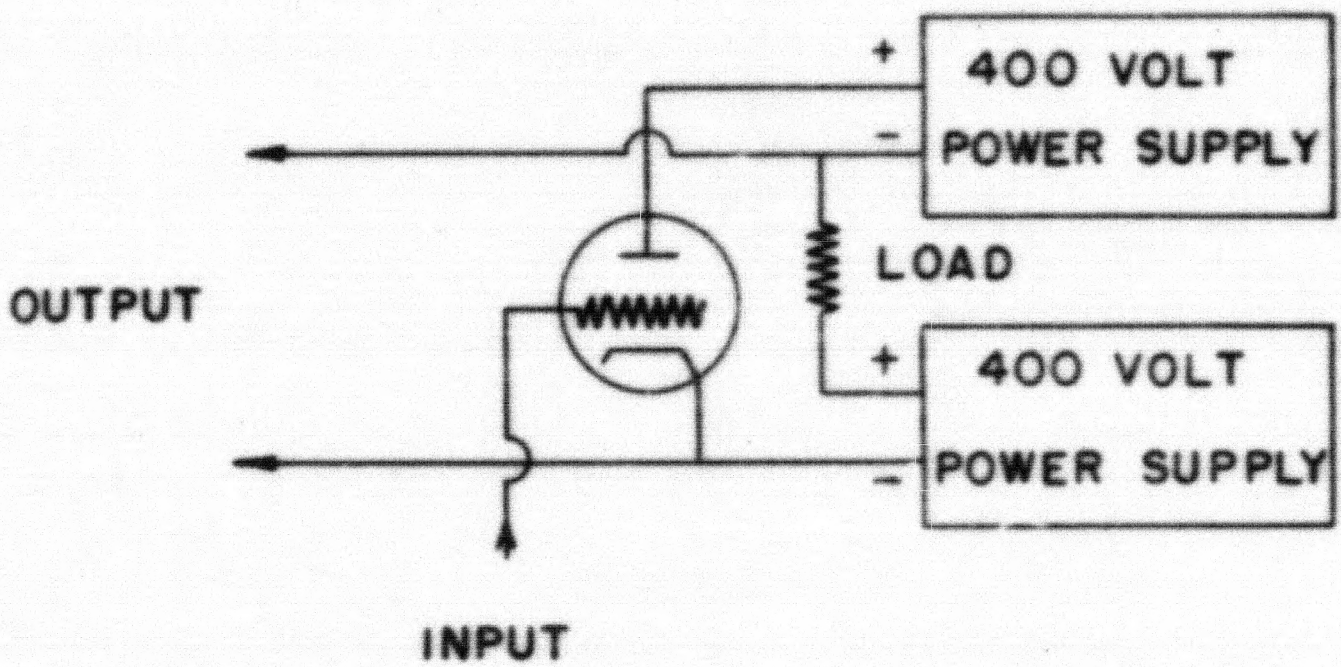 +
400 VOLT
-
POWER SUPPLY
LOAD
OUTPUT
+
400 VOLT
-
POWER SUPPLY
INPUT